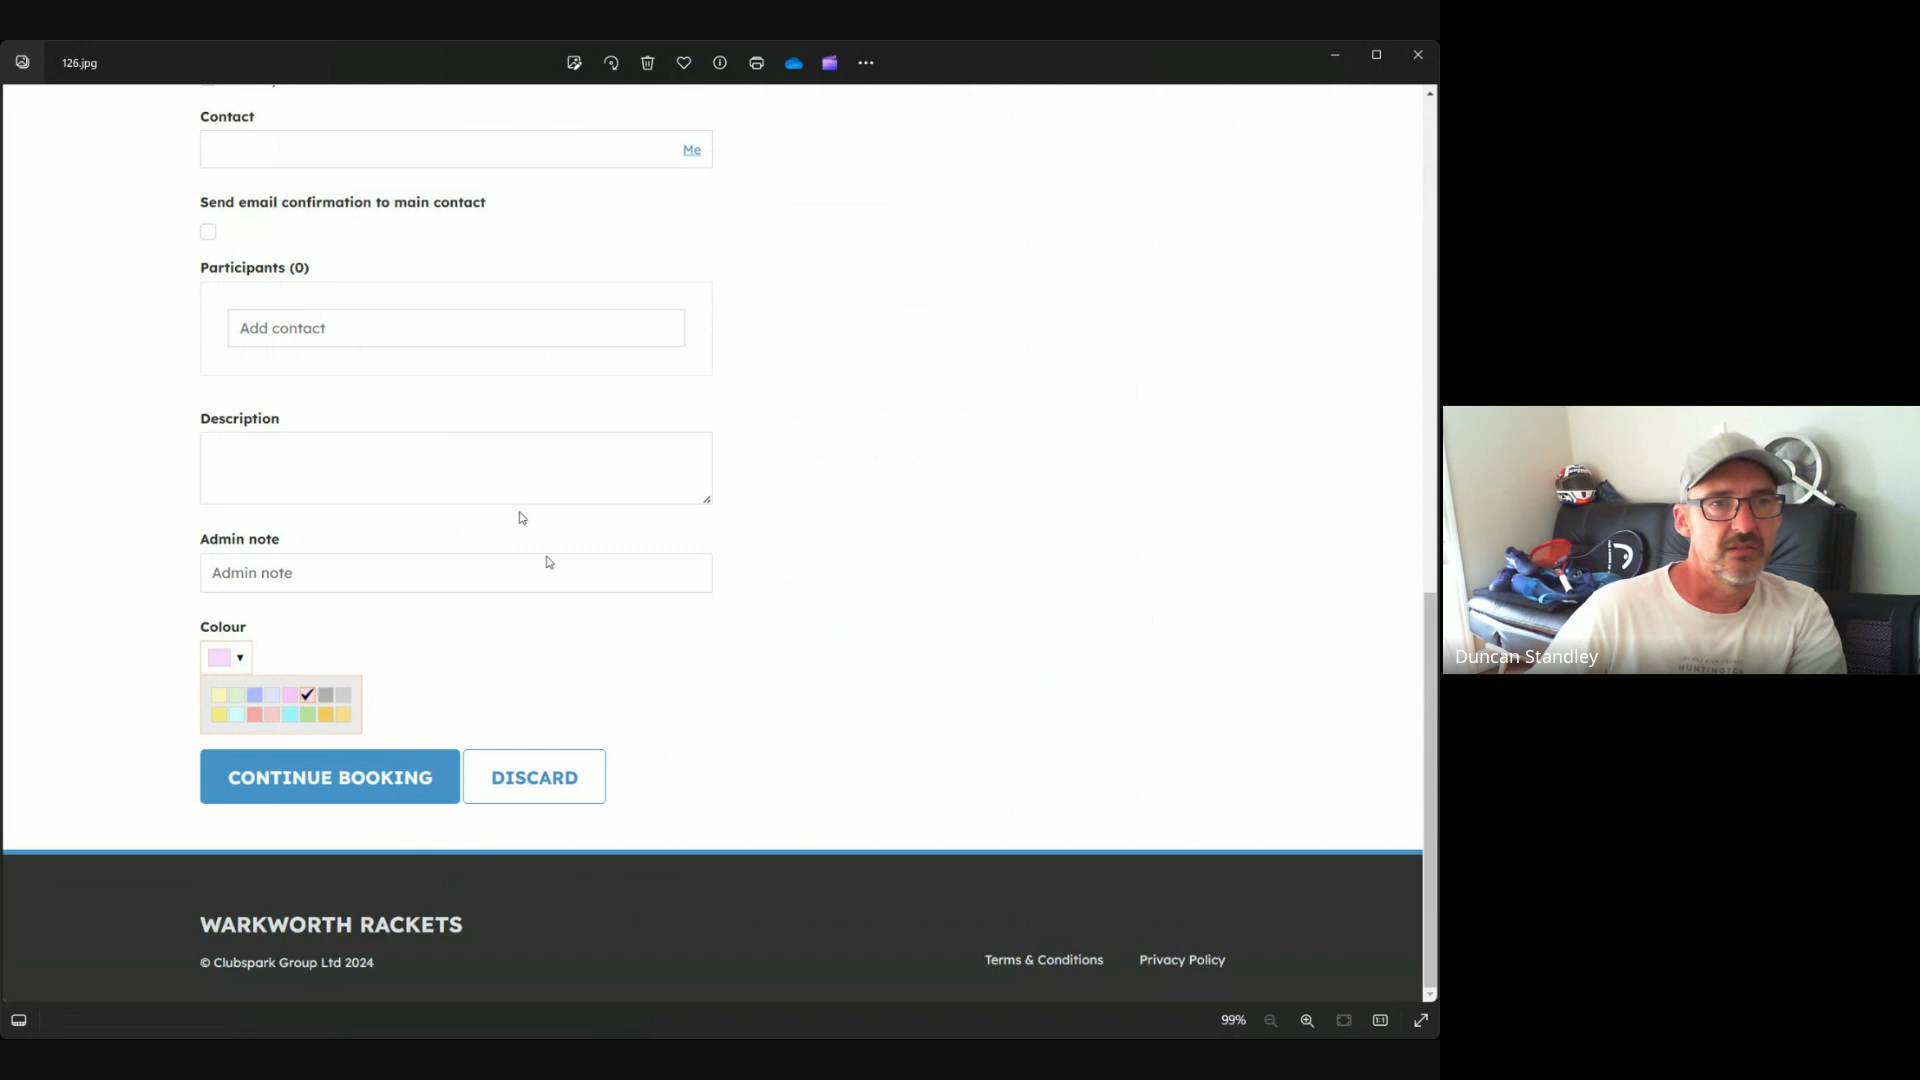 126.jpg
Contact
Me
Send email confirmation to main contact
Participants (0)
Add contact
Description
Admin note
Admin note
Colour
CONTINUE BOOKING
DISCARD
WARKWORTH RACKETS
© Clubspark Group Ltd 2024
Terms & Conditions
Privacy Policy
99%
Duncan Standley
HUNTINGTON